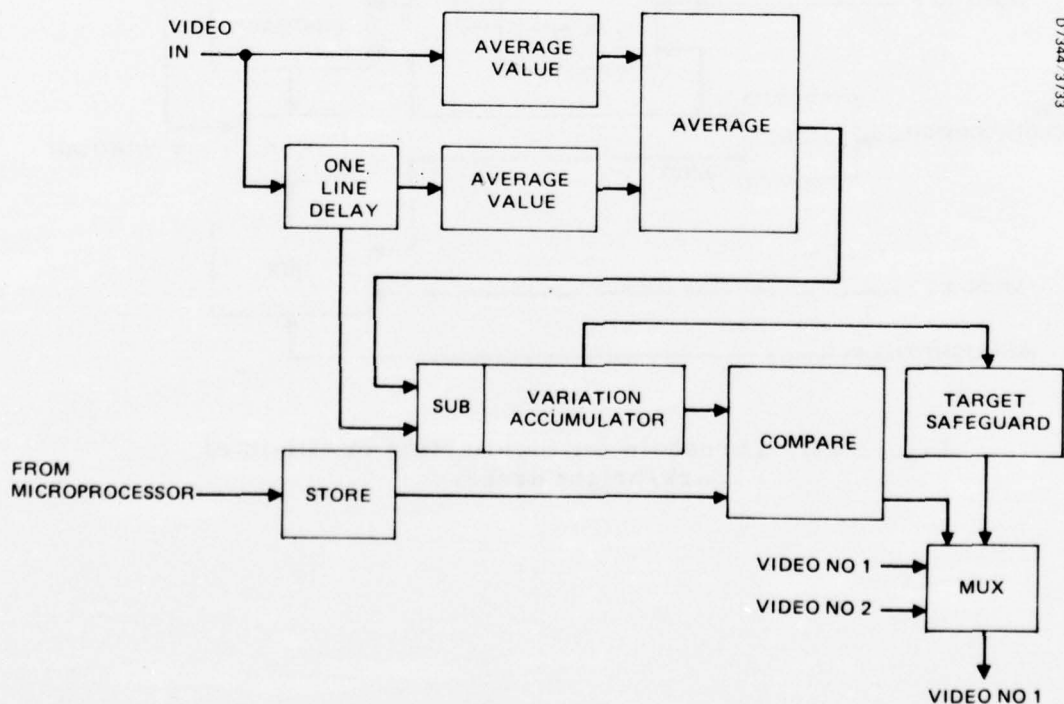 VIDEO
IN
AVERAGE
VALUE
AVERAGE
ONE
LINE
DELAY
AVERAGE
VALUE
SUB
VARIATION
ACCUMULATOR
COMPARE
TARGET
SAFEGUARD
FROM
MICROPROCESSOR
STORE
VIDEO NO 1
VIDEO NO 2
MUX
VIDEO NO 1